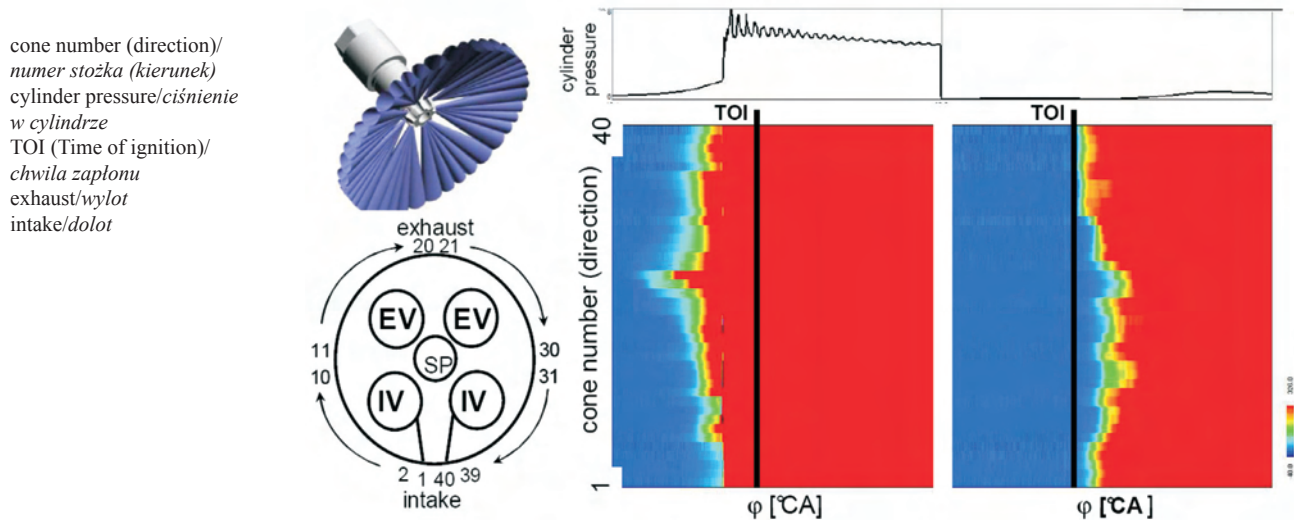 cone number (direction)/
numer stożka (kierunek)
cylinder pressure/ciśnienie
w cylindrze
TOI (Time of ignition)/
chwila zapłonu
exhaust/wylot
intake/dolot
exhaust
20 21
EV EV
11 SP 30
10 31
IV IV
2 1 40 39
intake
cylinder
pressure
TOI TOI
40
cone number (direction)
1
φ [°CA] φ [°CA]